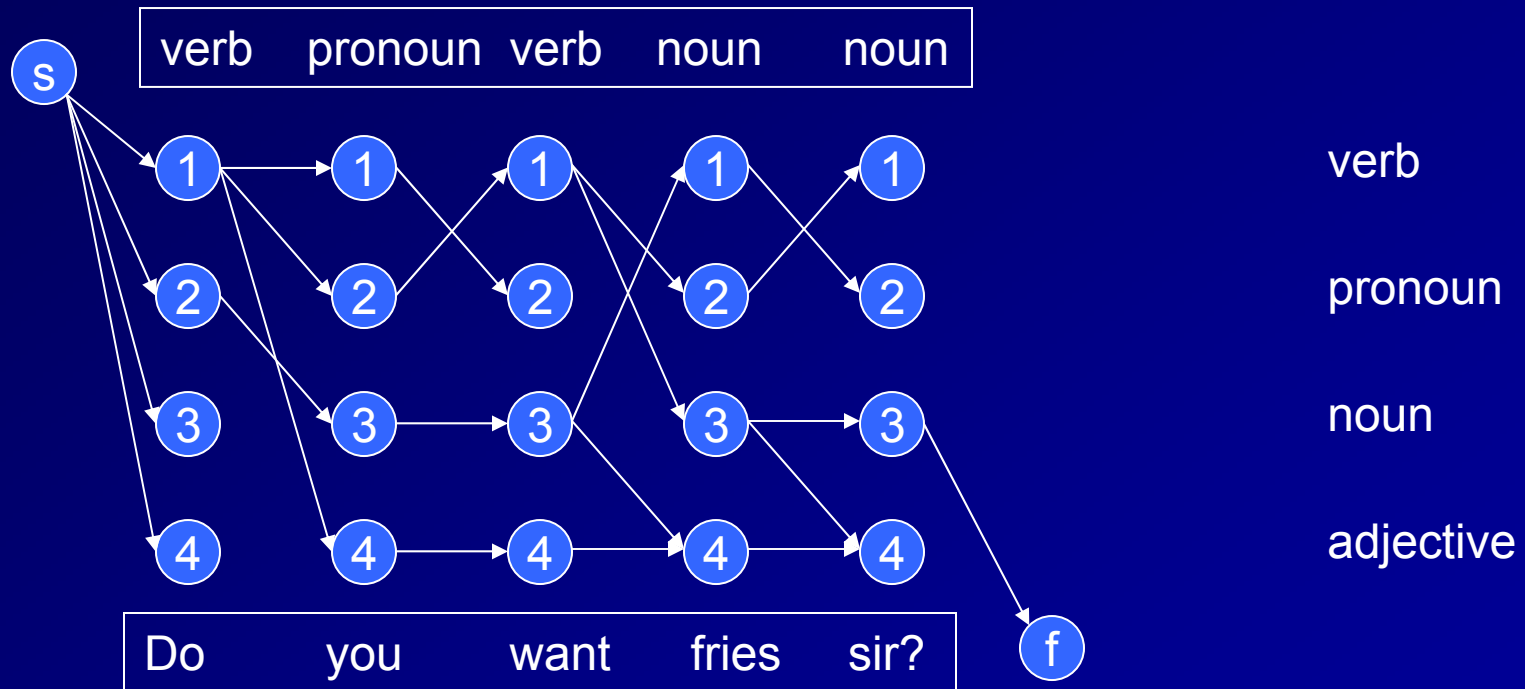 verb pronoun verb noun noun
s
1 1 1 1 1 verb
2 2 2 2 2 pronoun
3 3 3 3 3 noun
4 4 4 4 4 adjective
Do you want fries sir? f